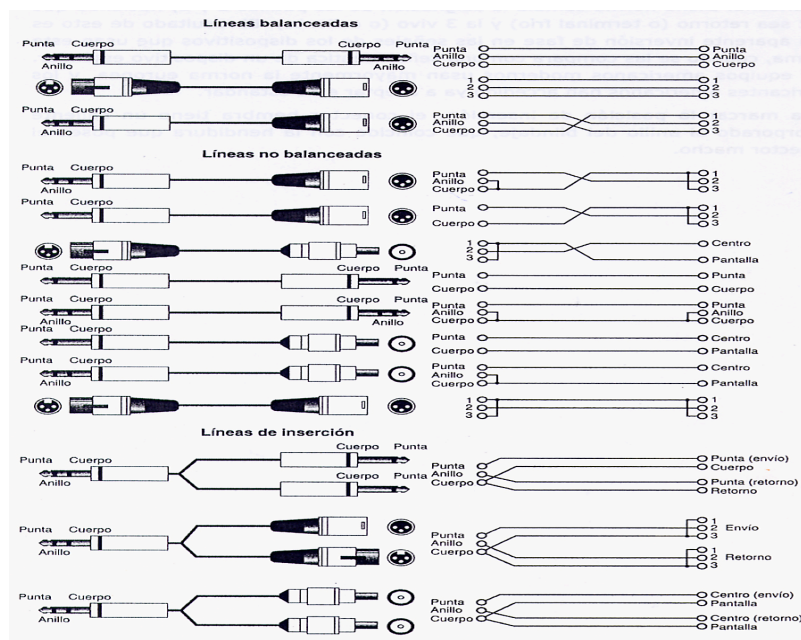 Líneas balanceadas
Punta Cuerpo Cuerpo Punta
Anillo Anillo
Punta Punta
Anillo Anillo
Cuerpo Cuerpo
1 1
2 2
3 3
Punta Cuerpo
Anillo
Punta 1
Anillo 2
Cuerpo 3
Líneas no balanceadas
Punta Cuerpo
Anillo
Punta 1
Anillo 2
Cuerpo 3
Punta Cuerpo
Punta 1
2
Cuerpo 3
1 Centro
2
3 Pantalla
Punta Cuerpo Cuerpo Punta
Punta Punta
Cuerpo Cuerpo
Punta Cuerpo Cuerpo Punta
Anillo Anillo
Punta Punta
Anillo Anillo
Cuerpo Cuerpo
Punta Cuerpo
Punta Centro
Cuerpo Pantalla
Punta Cuerpo
Anillo
Punta Centro
Anillo
Cuerpo Pantalla
1 1
2 2
3 3
Líneas de inserción
Cuerpo Punta
Punta Cuerpo
Anillo
Cuerpo Punta
Punta
Anillo
Cuerpo
Punta (envío)
Cuerpo
Punta (retorno)
Retorno
Punta Cuerpo
Anillo
Punta
Anillo
Cuerpo
1
2 Envío
3
1
2 Retorno
3
Punta Cuerpo
Anillo
Punta
Anillo
Cuerpo
Centro (envío)
Pantalla
Centro (retorno)
Pantalla